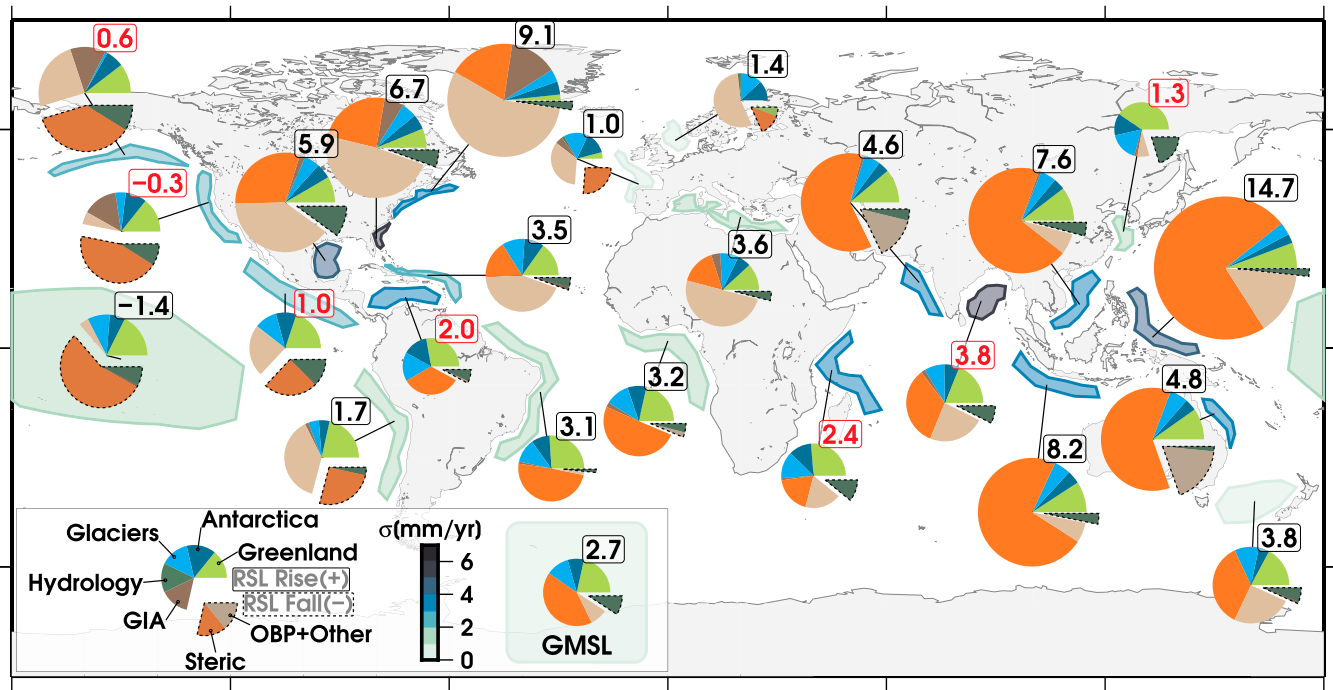 0.6
9.1
1.4
6.7
1.3
1.0
5.9
4.6
7.6
−0.3
14.7
3.5
3.6
−1.4
1.0
2.0
3.8
3.2
4.8
1.7
3.1
2.4
8.2
3.8
Glaciers
Antarctica
Greenland
Hydrology
RSL Rise(+)
RSL Fall(−)
GIA
OBP+Other
Steric
σ(mm/yr)
6
4
2
0
2.7
GMSL